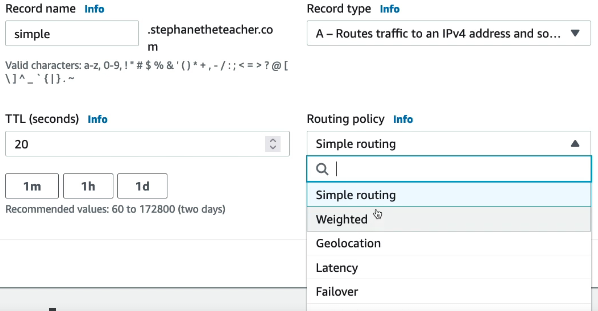 Record name Info
simple
.stephanetheteacher.co
m
Valid characters: a-z, 0-9, ! " # $ % & ' ( ) * + , - / : ; < = > ? @ [
\ ] ^ _ ` { | } . ~
Record type Info
A – Routes traffic to an IPv4 address and so...
TTL (seconds) Info
20
1m
1h
1d
Recommended values: 60 to 172800 (two days)
Routing policy Info
Simple routing
Simple routing
Weighted
Geolocation
Latency
Failover